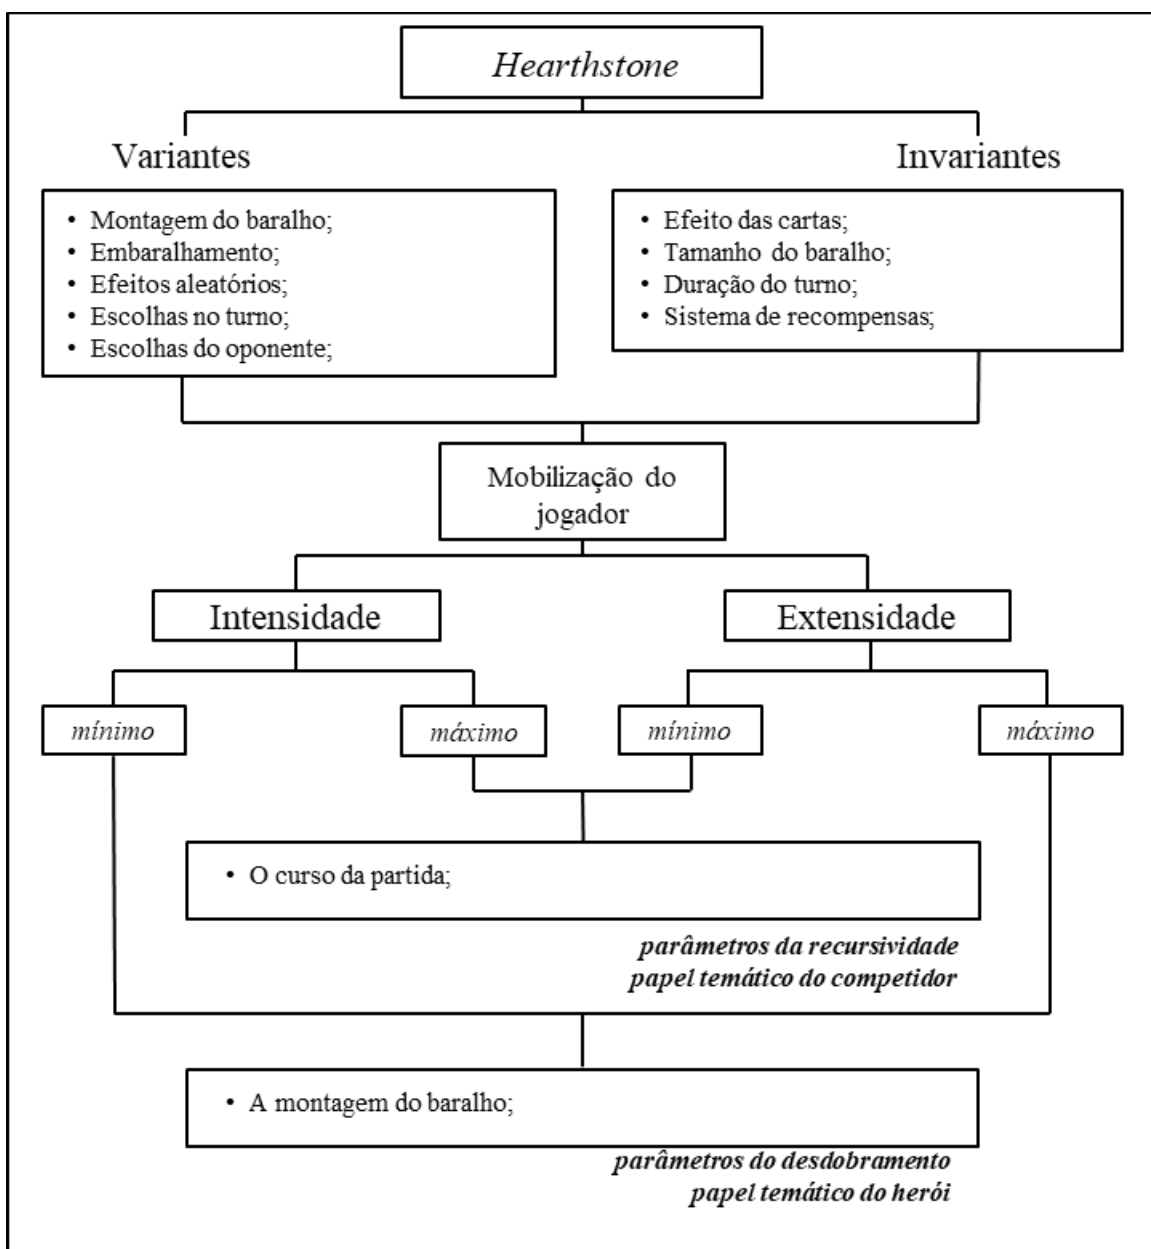 Hearthstone
Variantes
Invariantes
• Montagem do baralho;
• Embaralhamento;
• Efeitos aleatórios;
• Escolhas no turno;
• Escolhas do oponente;
• Efeito das cartas;
• Tamanho do baralho;
• Duração do turno;
• Sistema de recompensas;
Mobilização do
jogador
Intensidade
Extensidade
mínimo
máximo
mínimo
máximo
• O curso da partida;
parâmetros da recursividade
papel temático do competidor
• A montagem do baralho;
parâmetros do desdobramento
papel temático do herói